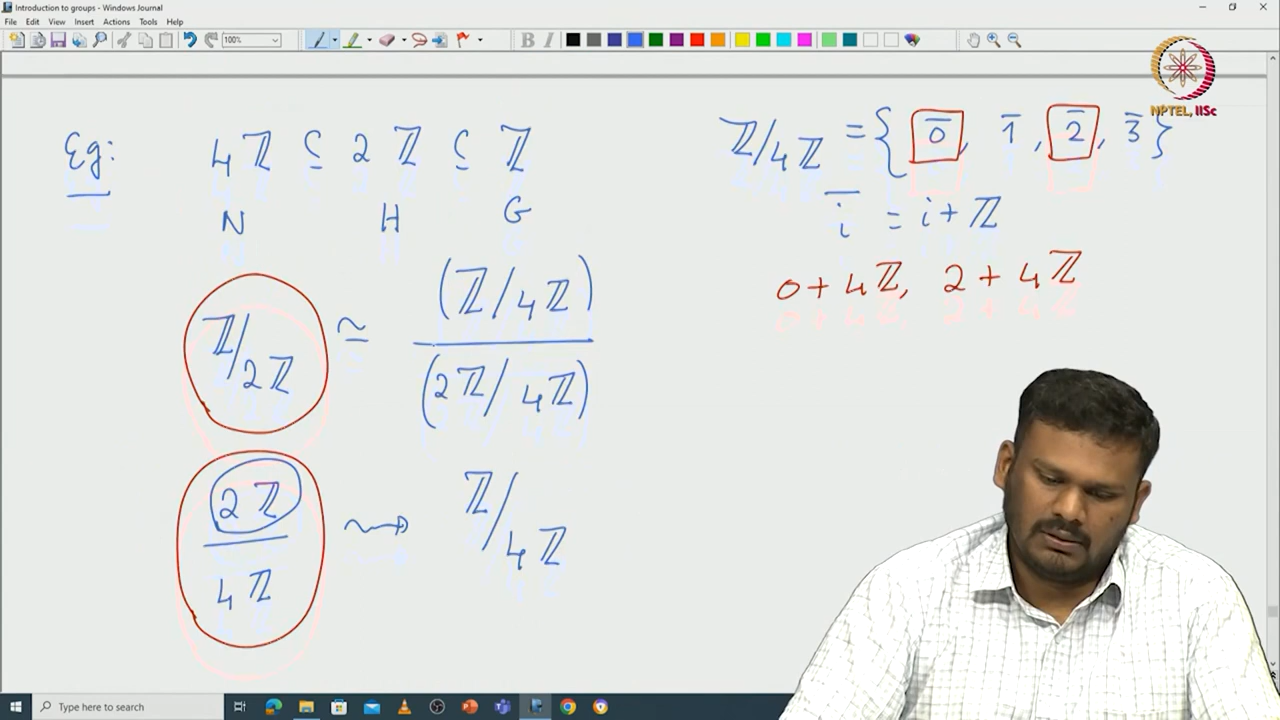 Introduction to groups - Windows Journal
File Edit View Insert Actions Tools Help
100%
B I
NPTEL, IISc
Eg: 4ℤ ⊆ 2ℤ ⊆ ℤ
N H G
ℤ/2ℤ ≃ (ℤ/4ℤ) / (2ℤ/4ℤ)
2ℤ/4ℤ ⇝ ℤ/4ℤ
ℤ/4ℤ = { 0̄, 1̄, 2̄, 3̄ }
ī = i + ℤ
0 + 4ℤ, 2 + 4ℤ
Type here to search